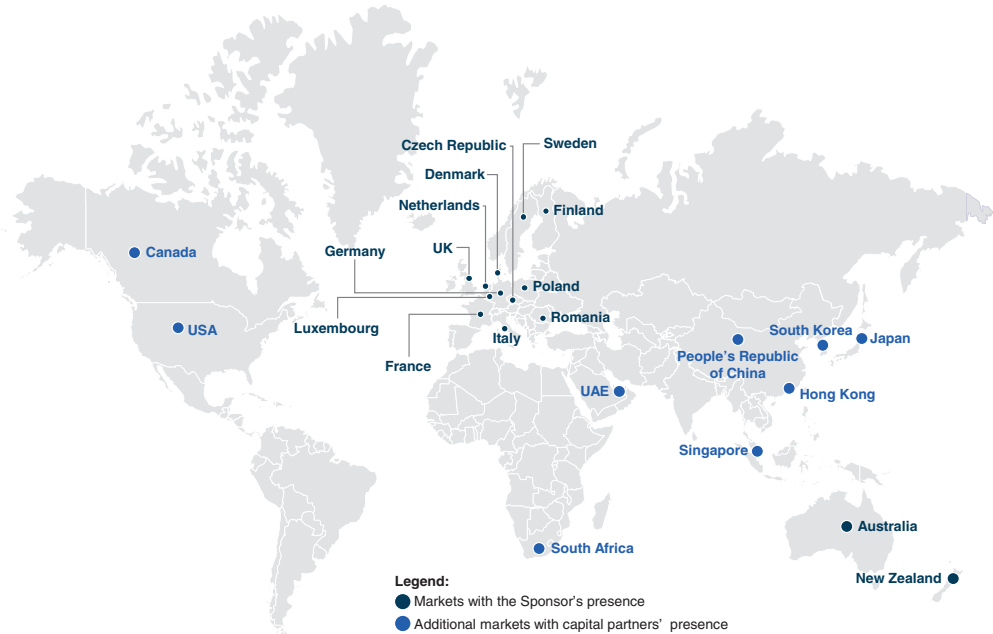 Czech Republic
Sweden
Denmark
Netherlands
Finland
UK
Germany
Canada
Poland
Romania
USA
Luxembourg
Italy
France
South Korea
Japan
People's Republic
of China
UAE
Hong Kong
Singapore
Australia
South Africa
New Zealand
Legend:
Markets with the Sponsor's presence
Additional markets with capital partners' presence